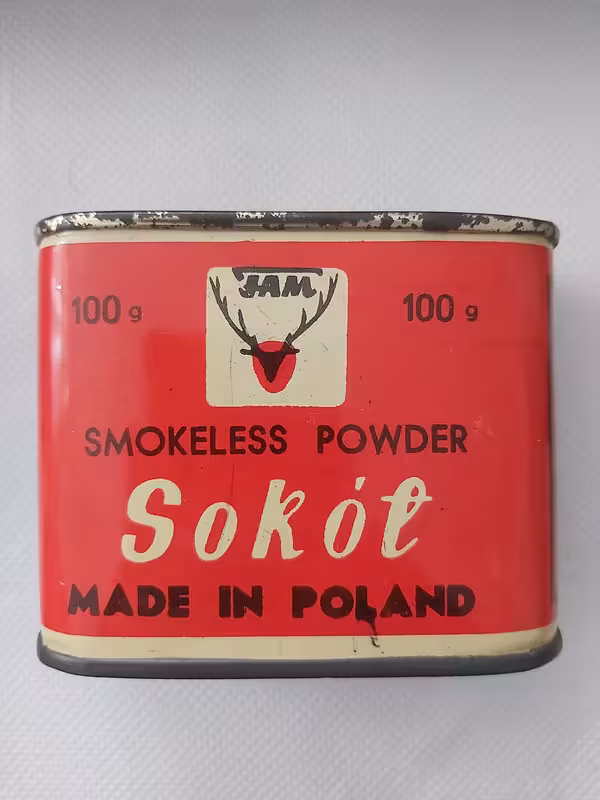 JAM
100 g 100 g
SMOKELESS POWDER
Sokół
MADE IN POLAND